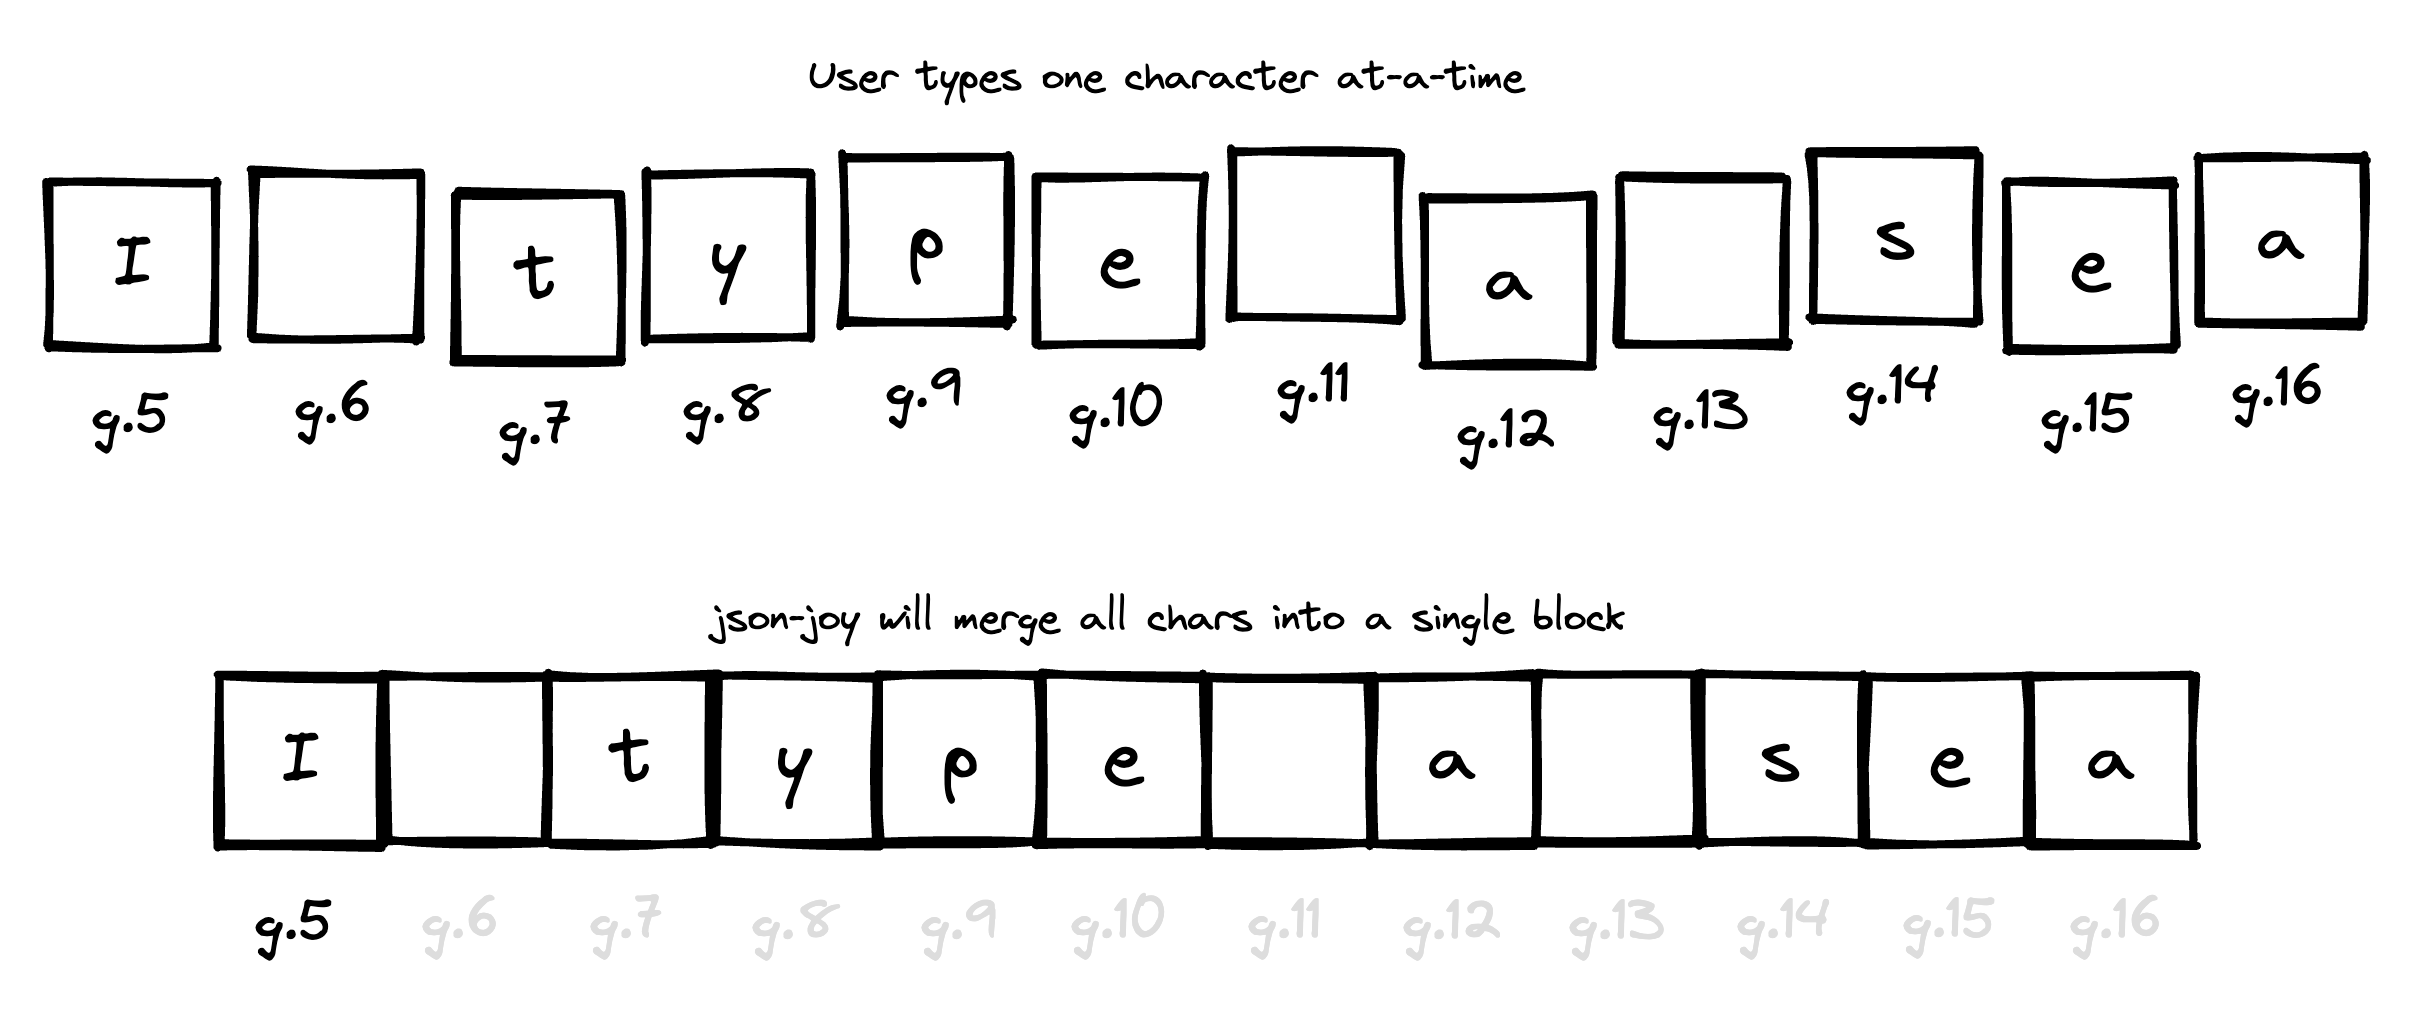 User types one character at-a-time
I t y p e a s e a
g.5 g.6 g.7 g.8 g.9 g.10 g.11 g.12 g.13 g.14 g.15 g.16
json-joy will merge all chars into a single block
I t y p e a s e a
g.5 g.6 g.7 g.8 g.9 g.10 g.11 g.12 g.13 g.14 g.15 g.16